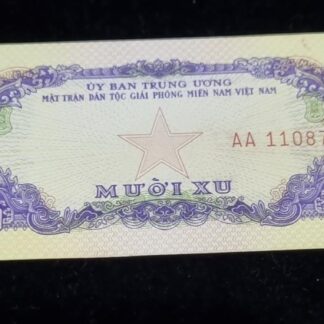 ỦY BAN TRUNG ƯƠNG
MẶT TRẬN DÂN TỘC GIẢI PHÓNG MIỀN NAM VIỆT NAM
AA 11087
MƯỜI XU